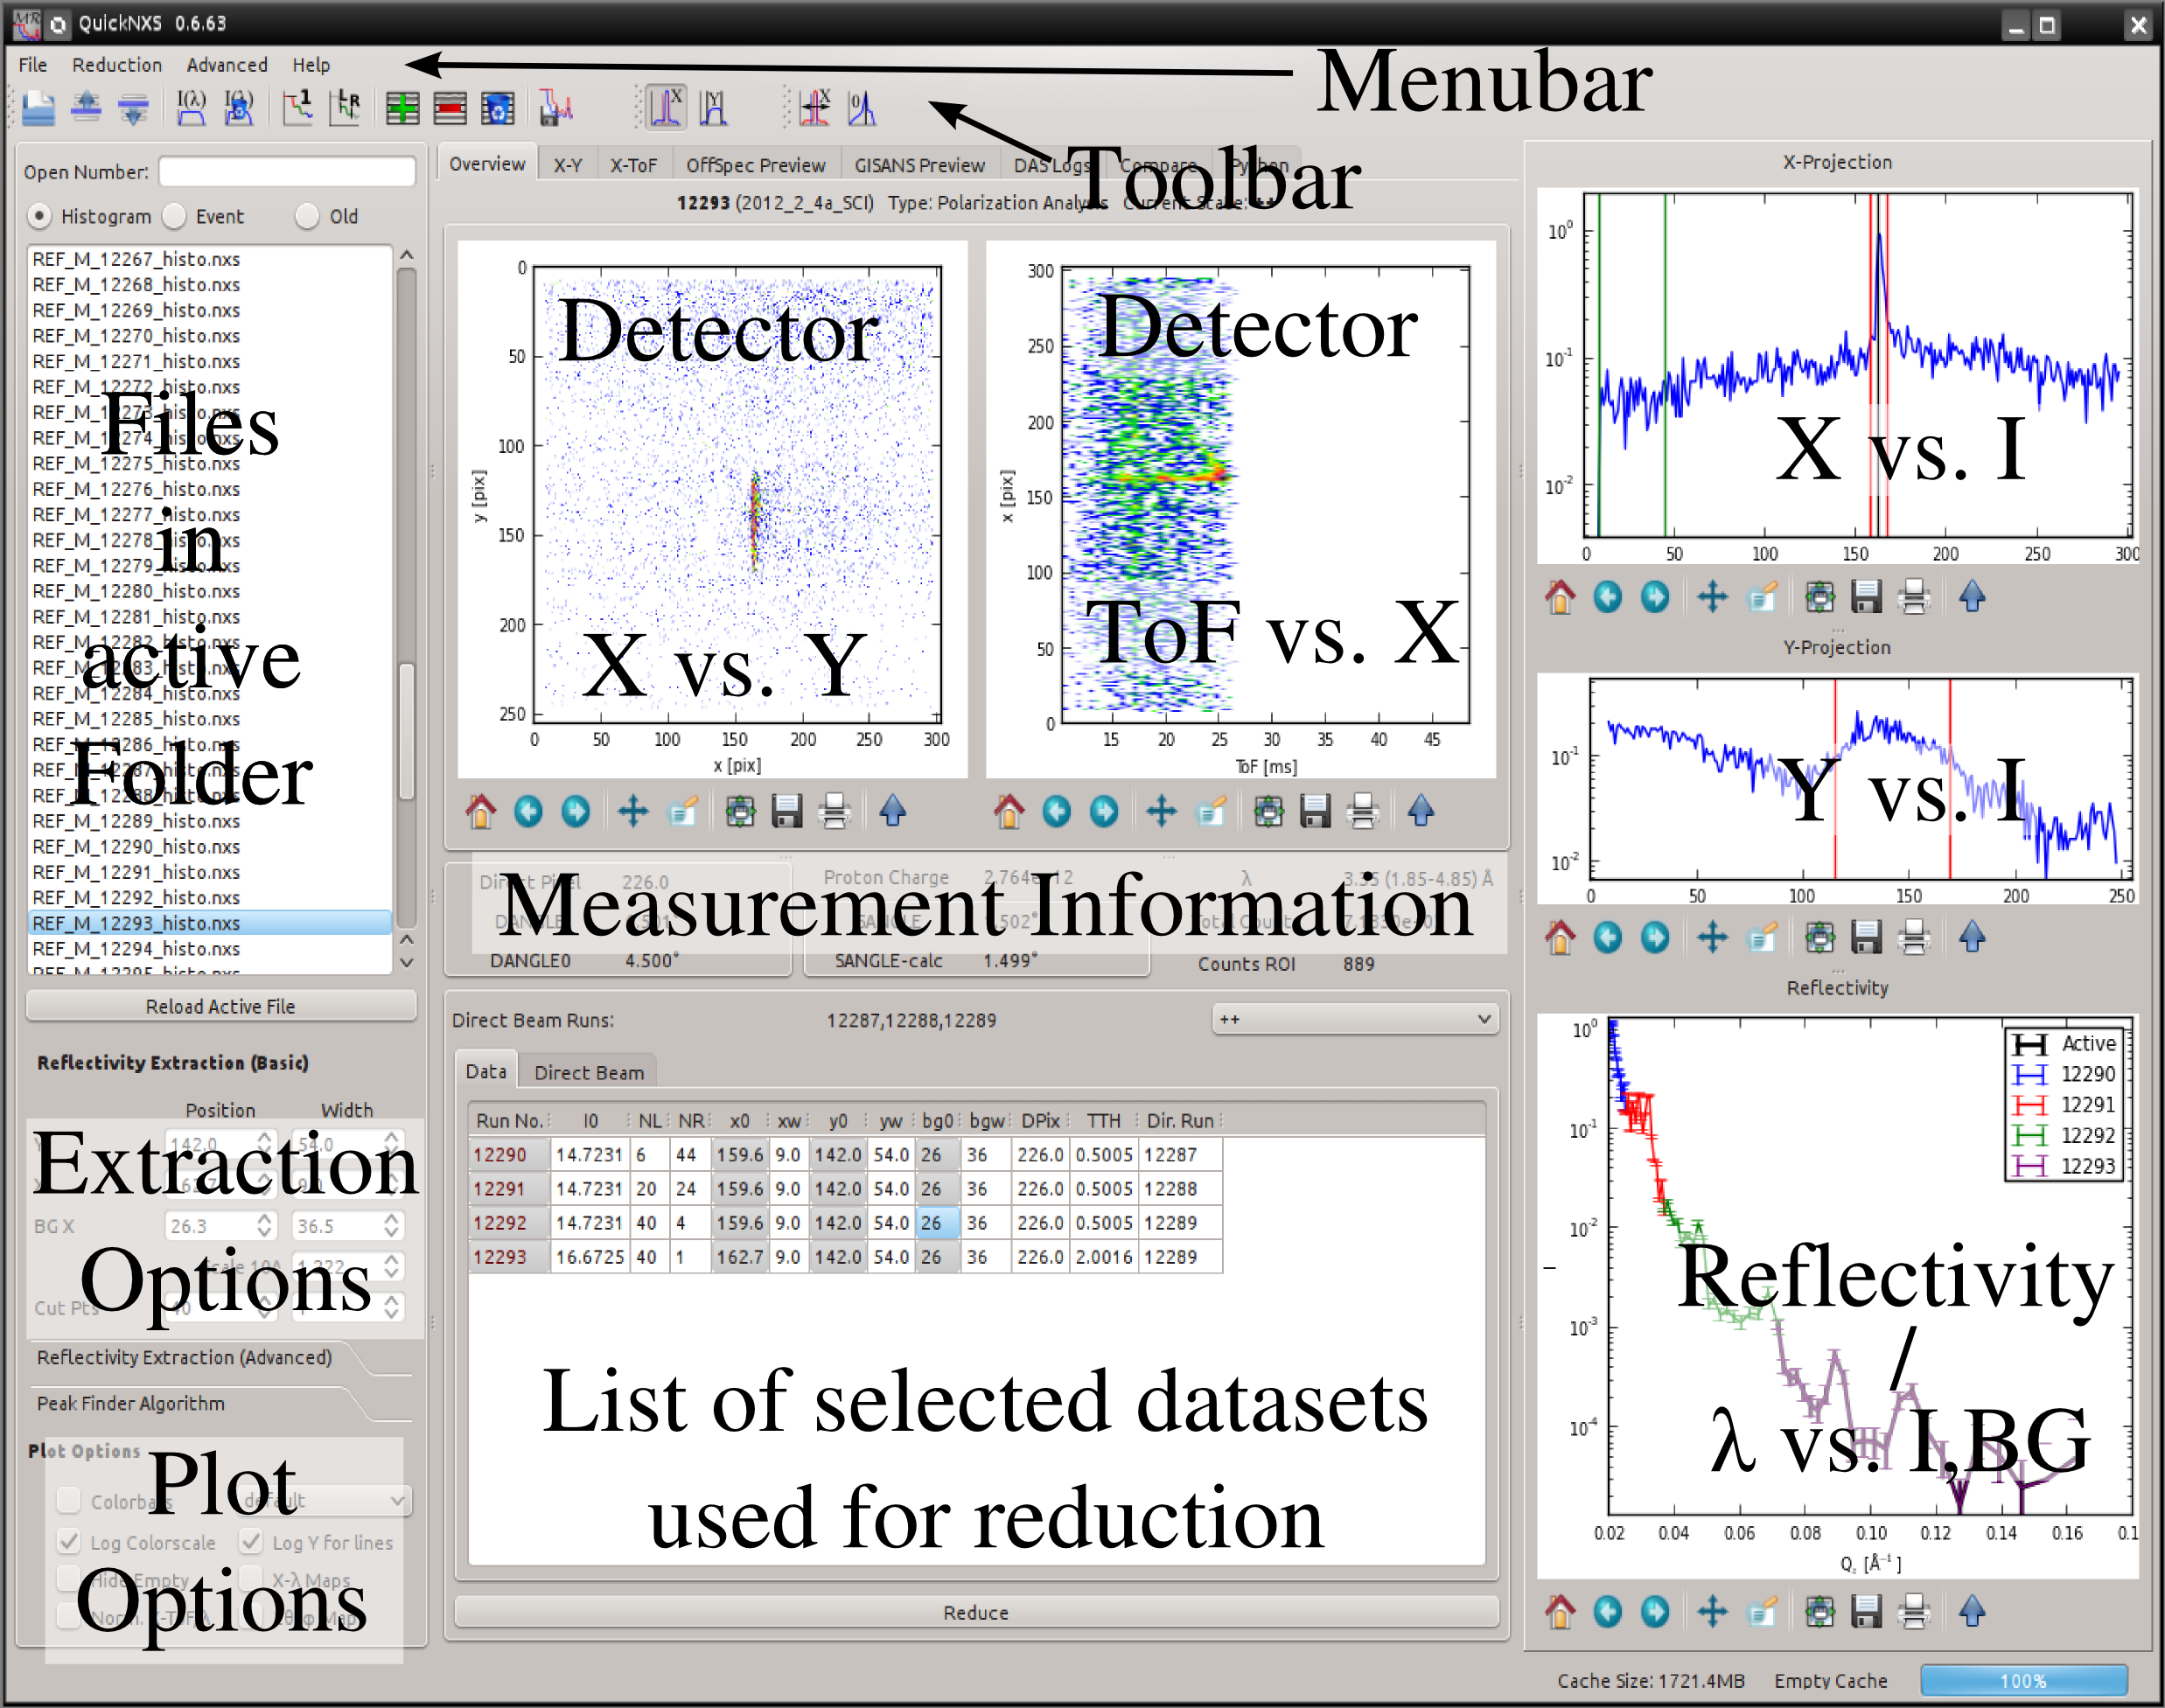 QuickNXS 0.6.63
File Reduction Advanced Help
Menubar
Toolbar
Open Number:
Histogram Event Old
REF_M_12267_histo.nxs
REF_M_12268_histo.nxs
REF_M_12269_histo.nxs
REF_M_12270_histo.nxs
REF_M_12271_histo.nxs
REF_M_12272_histo.nxs
REF_M_12273_histo.nxs
REF_M_12274_histo.nxs
REF_M_12275_histo.nxs
REF_M_12276_histo.nxs
REF_M_12277_histo.nxs
REF_M_12278_histo.nxs
REF_M_12279_histo.nxs
REF_M_12280_histo.nxs
REF_M_12281_histo.nxs
REF_M_12282_histo.nxs
REF_M_12283_histo.nxs
REF_M_12284_histo.nxs
REF_M_12285_histo.nxs
REF_M_12286_histo.nxs
REF_M_12287_histo.nxs
REF_M_12288_histo.nxs
REF_M_12289_histo.nxs
REF_M_12290_histo.nxs
REF_M_12291_histo.nxs
REF_M_12292_histo.nxs
REF_M_12293_histo.nxs
REF_M_12294_histo.nxs
REF_M_12295_histo.nxs
Files
in
active
Folder
Reload Active File
Reflectivity Extraction (Basic)
Position Width
142.0 54.0
BG X 26.3 36.5
Scale 10^ 1.222
Cut Pts
Extraction
Options
Reflectivity Extraction (Advanced)
Peak Finder Algorithm
Plot Options
Colorbars default
Log Colorscale Log Y for lines
Hide Empty X-λ Maps
Plot
Options
Overview X-Y X-ToF OffSpec Preview GISANS Preview DAS Logs Compare Python
12293 (2012_2_4a_SCI) Type: Polarization Analysis Current State: ++
Detector
X vs. Y
0
50
100
150
200
250
y [pix]
0 50 100 150 200 250 300
x [pix]
Detector
ToF vs. X
300
250
200
150
100
50
0
x [pix]
15 20 25 30 35 40 45
ToF [ms]
Direct Pixel 226.0 Proton Charge 2.764e+12 λ 3.35 (1.85-4.85) Å
DANGLE SANGLE Total Counts
Measurement Information
DANGLE0 4.500° SANGLE-calc 1.499° Counts ROI 889
Direct Beam Runs: 12287,12288,12289 ++
Data Direct Beam
Run No. I0 NL NR x0 xw y0 yw bg0 bgw DPix TTH Dir. Run
12290 14.7231 6 44 159.6 9.0 142.0 54.0 26 36 226.0 0.5005 12287
12291 14.7231 20 24 159.6 9.0 142.0 54.0 26 36 226.0 0.5005 12288
12292 14.7231 40 4 159.6 9.0 142.0 54.0 26 36 226.0 0.5005 12289
12293 16.6725 40 1 162.7 9.0 142.0 54.0 26 36 226.0 2.0016 12289
List of selected datasets
used for reduction
Reduce
X-Projection
10⁰
10⁻¹
10⁻²
X vs. I
0 50 100 150 200 250 300
Y-Projection
10⁻¹
10⁻²
Y vs. I
0 50 100 150 200 250
Reflectivity
10⁰
10⁻¹
10⁻²
10⁻³
10⁻⁴
I
Active
12290
12291
12292
12293
Reflectivity
/
λ vs. I,BG
0.02 0.04 0.06 0.08 0.10 0.12 0.14 0.16 0.1
Qz [Å⁻¹]
Cache Size: 1721.4MB Empty Cache 100%